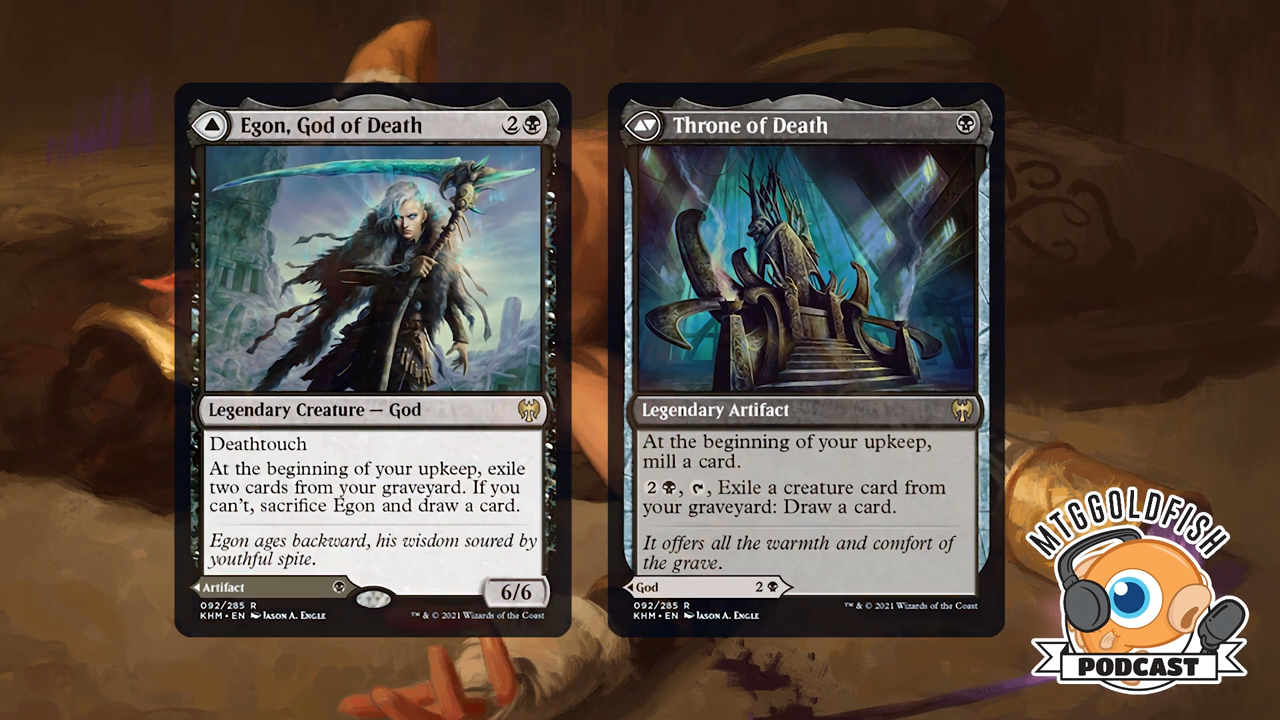 Egon, God of Death
2
Legendary Creature — God
Deathtouch
At the beginning of your upkeep, exile
two cards from your graveyard. If you
can't, sacrifice Egon and draw a card.
Egon ages backward, his wisdom soured by
youthful spite.
Artifact
6/6
092/285 R
KHM • EN JASON A. ENGLE
™ & © 2021 Wizards of the Coast
Throne of Death
Legendary Artifact
At the beginning of your upkeep,
mill a card.
2 , , Exile a creature card from
your graveyard: Draw a card.
It offers all the warmth and comfort of
the grave.
God 2
092/285 R
KHM • EN JASON A. ENGLE
™ & © 2021 Wizards of the Coast
MTGGOLDFISH
PODCAST